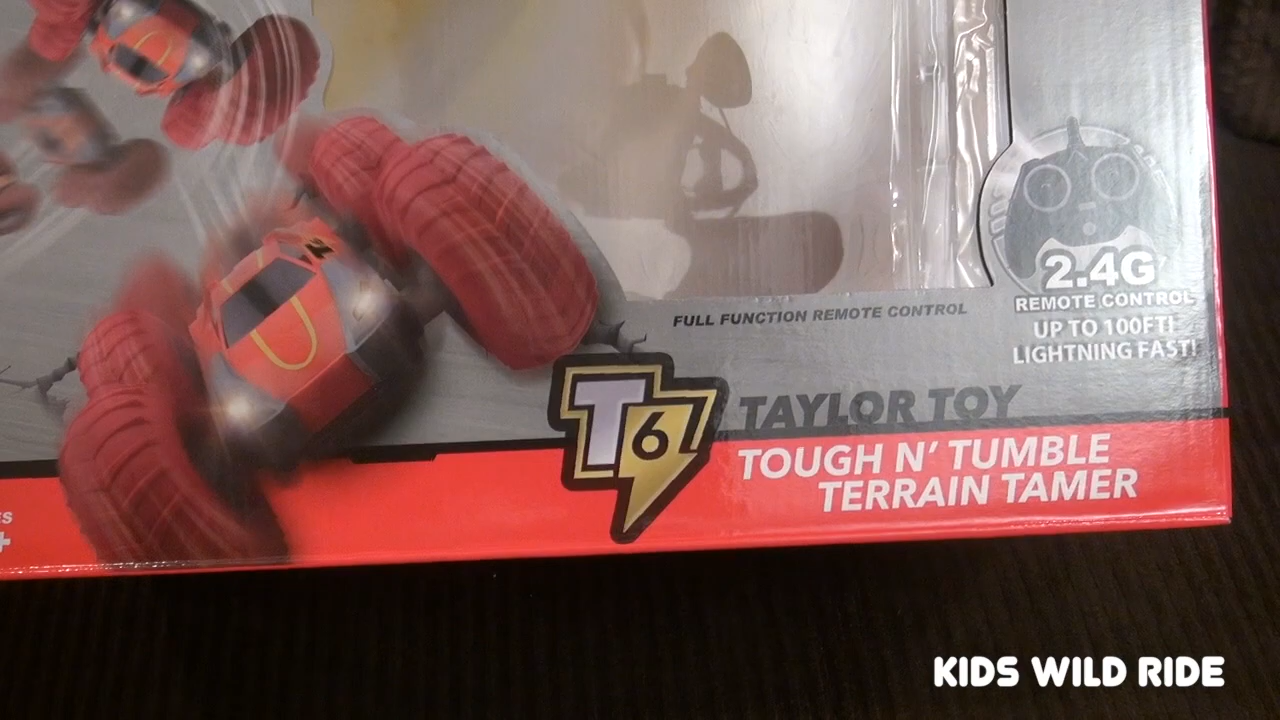 2.4G
REMOTE CONTROL
UP TO 100FT!
LIGHTNING FAST!
FULL FUNCTION REMOTE CONTROL
T6
TAYLOR TOY
TOUGH N' TUMBLE
TERRAIN TAMER
+
KIDS WILD RIDE